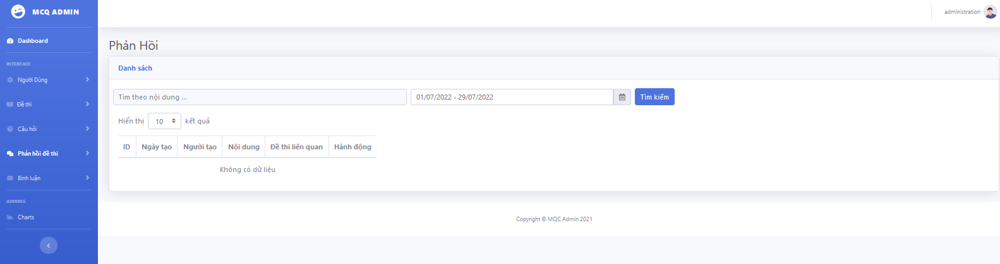 MCQ ADMIN
administration
Dashboard
INTERFACE
Người Dùng
Đề thi
Câu hỏi
Phản hồi đề thi
Bình luận
ADDONS
Charts
Phản Hồi
Danh sách
Tìm theo nội dung ...
01/07/2022 - 29/07/2022
Tìm kiếm
Hiển thị 10 kết quả
ID Ngày tạo Người tạo Nội dung Đề thi liên quan Hành động
Không có dữ liệu
Copyright © MQC Admin 2021